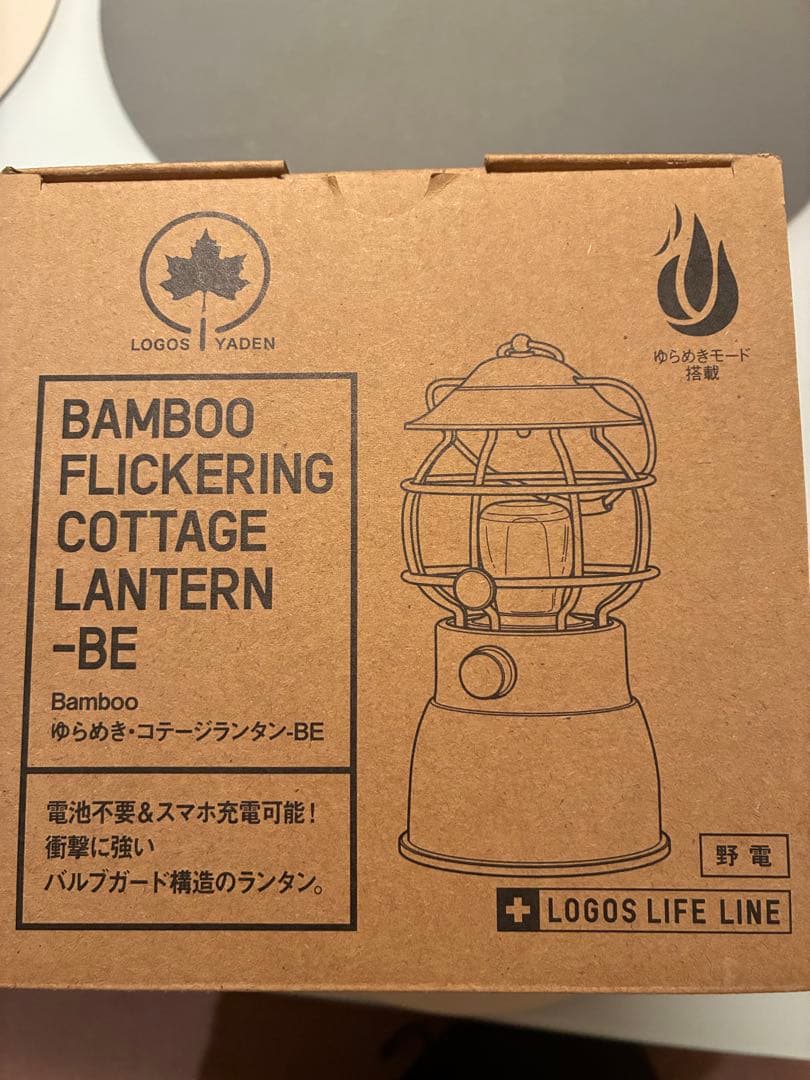 LOGOS YADEN
ゆらめきモード
搭載
BAMBOO
FLICKERING
COTTAGE
LANTERN
-BE
Bamboo
ゆらめき・コテージランタン-BE
電池不要&スマホ充電可能!
衝撃に強い
バルブガード構造のランタン。
野電
LOGOS LIFE LINE